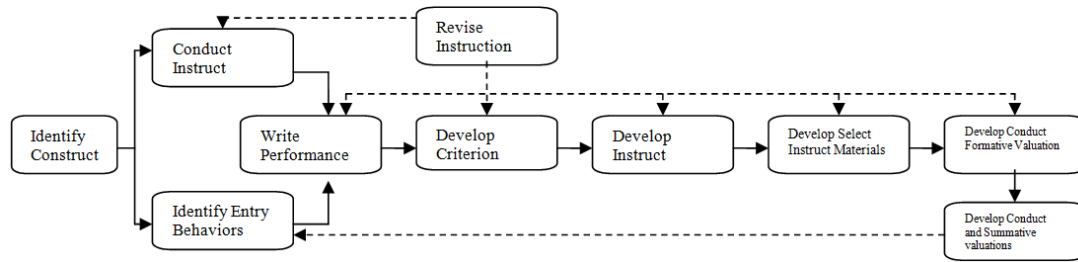 Revise
Instruction
Conduct
Instruct
Identify
Construct
Write
Performance
Develop
Criterion
Develop
Instruct
Develop Select
Instruct Materials
Develop Conduct
Formative Valuation
Identify Entry
Behaviors
Develop Conduct
and Summative
valuations